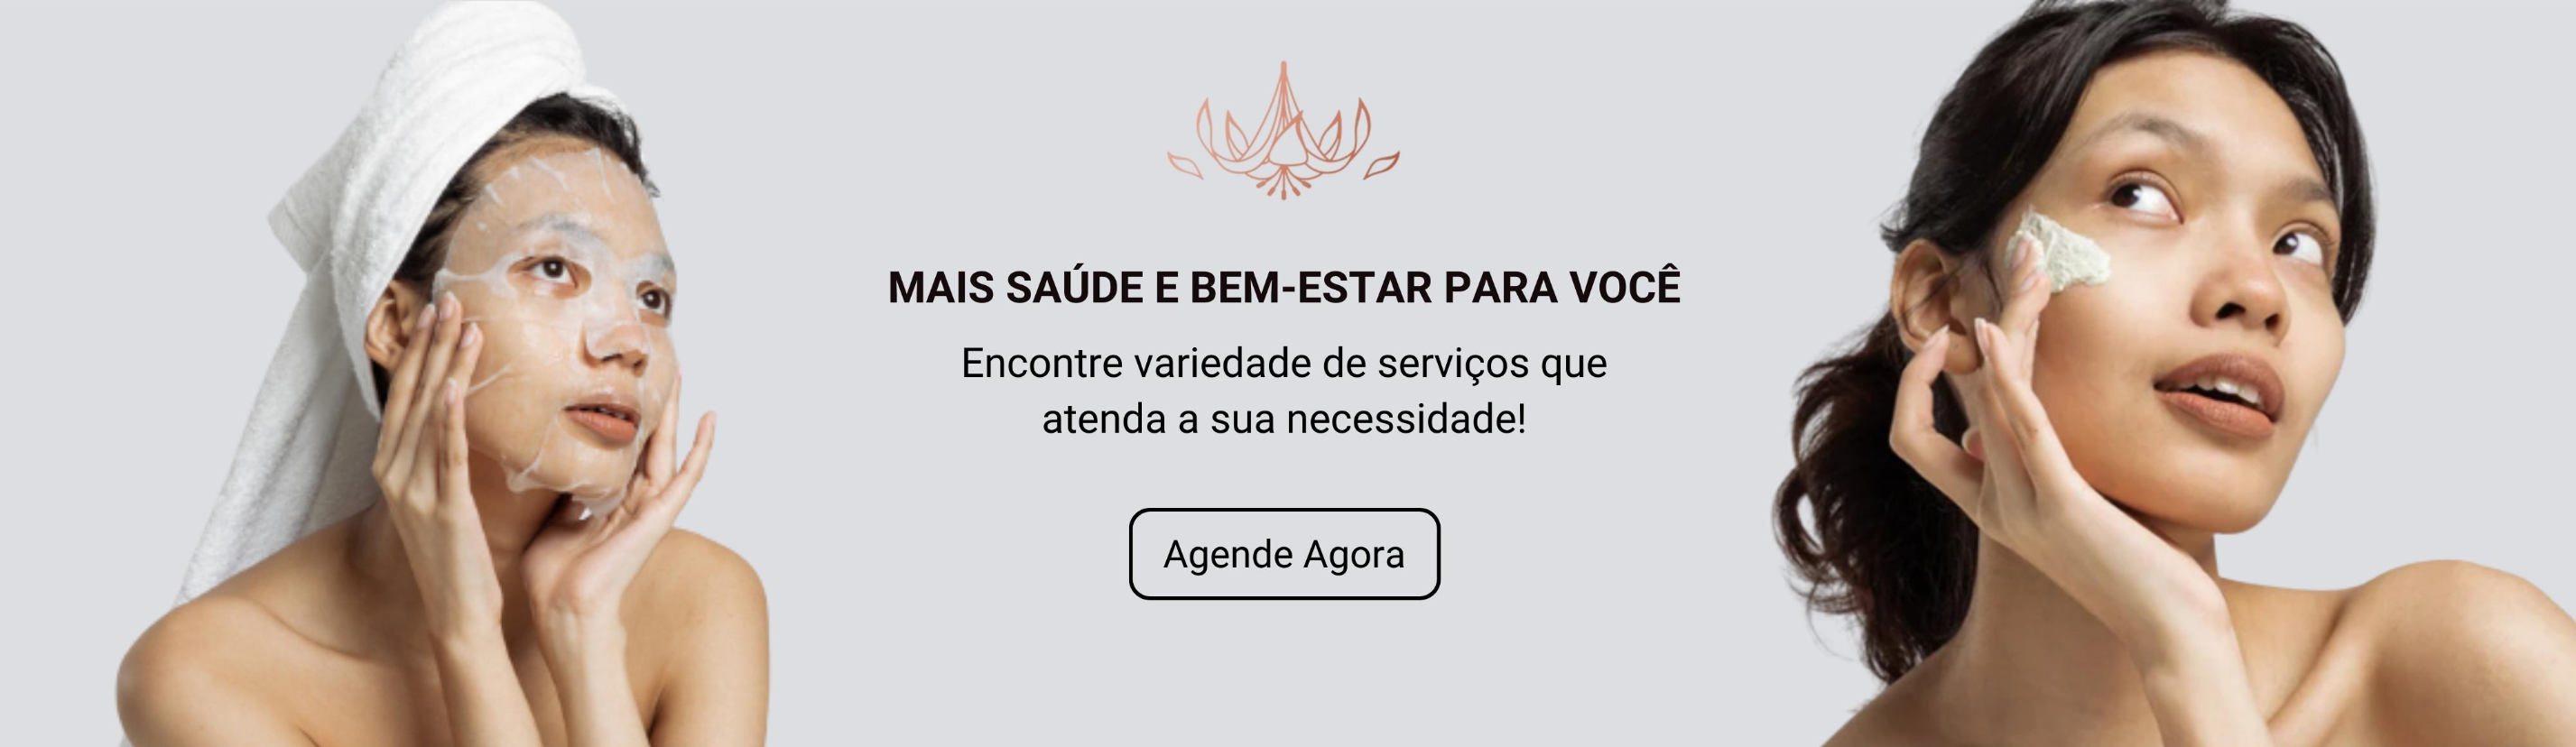 MAIS SAÚDE E BEM-ESTAR PARA VOCÊ
Encontre variedade de serviços que
atenda a sua necessidade!
Agende Agora